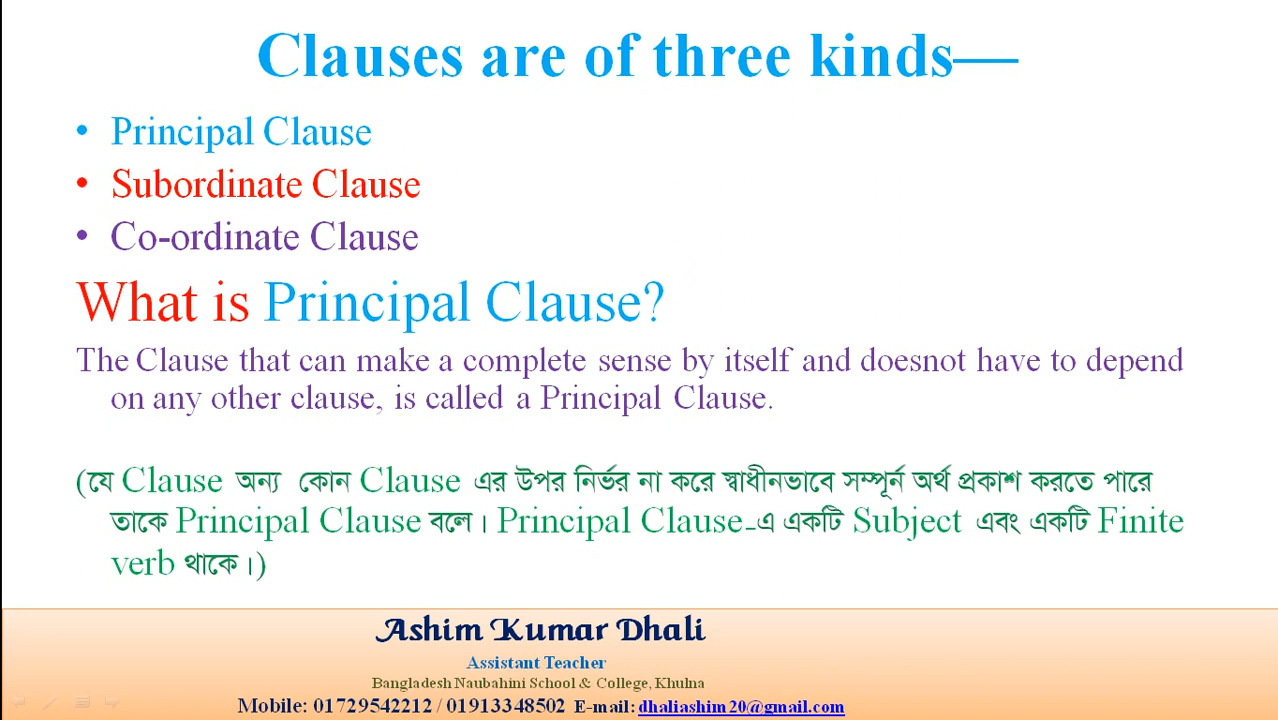 Clauses are of three kinds—
• Principal Clause
• Subordinate Clause
• Co-ordinate Clause
What is Principal Clause?
The Clause that can make a complete sense by itself and doesnot have to depend
on any other clause, is called a Principal Clause.
(যে Clause অন্য কোন Clause এর উপর নির্ভর না করে স্বাধীনভাবে সম্পূর্ন অর্থ প্রকাশ করতে পারে
তাকে Principal Clause বলে। Principal Clause-এ একটি Subject এবং একটি Finite
verb থাকে।)
Ashim Kumar Dhali
Assistant Teacher
Bangladesh Naubahini School & College, Khulna
Mobile: 01729542212 / 01913348502 E-mail: dhaliashim20@gmail.com